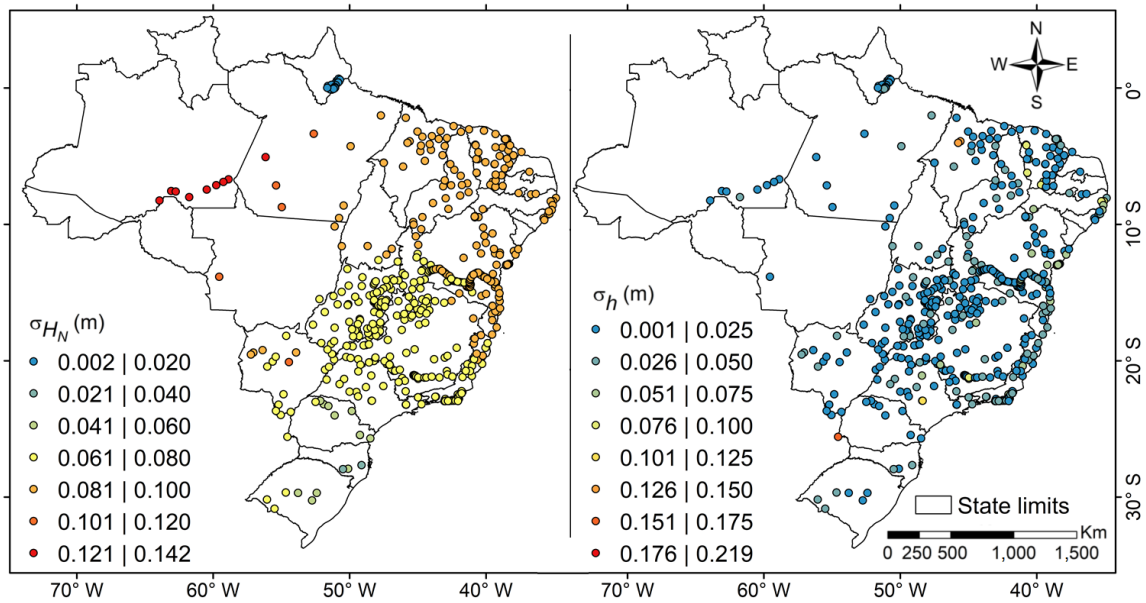 N
W E
S
0°
10° S
20° S
30° S
σHN (m)
0.002 | 0.020
0.021 | 0.040
0.041 | 0.060
0.061 | 0.080
0.081 | 0.100
0.101 | 0.120
0.121 | 0.142
σh (m)
0.001 | 0.025
0.026 | 0.050
0.051 | 0.075
0.076 | 0.100
0.101 | 0.125
0.126 | 0.150
0.151 | 0.175
0.176 | 0.219
State limits
Km
0 250 500 1,000 1,500
70° W 60° W 50° W 40° W 70° W 60° W 50° W 40° W